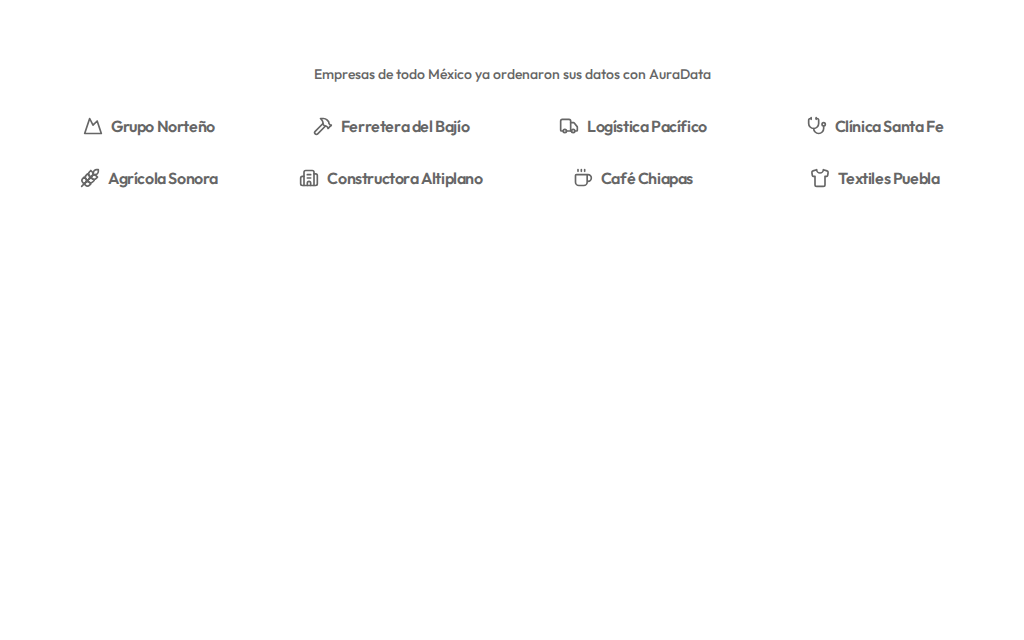 Empresas de todo México ya ordenaron sus datos con AuraData
Grupo Norteño
Ferretera del Bajío
Logística Pacífico
Clínica Santa Fe
Agrícola Sonora
Constructora Altiplano
Café Chiapas
Textiles Puebla